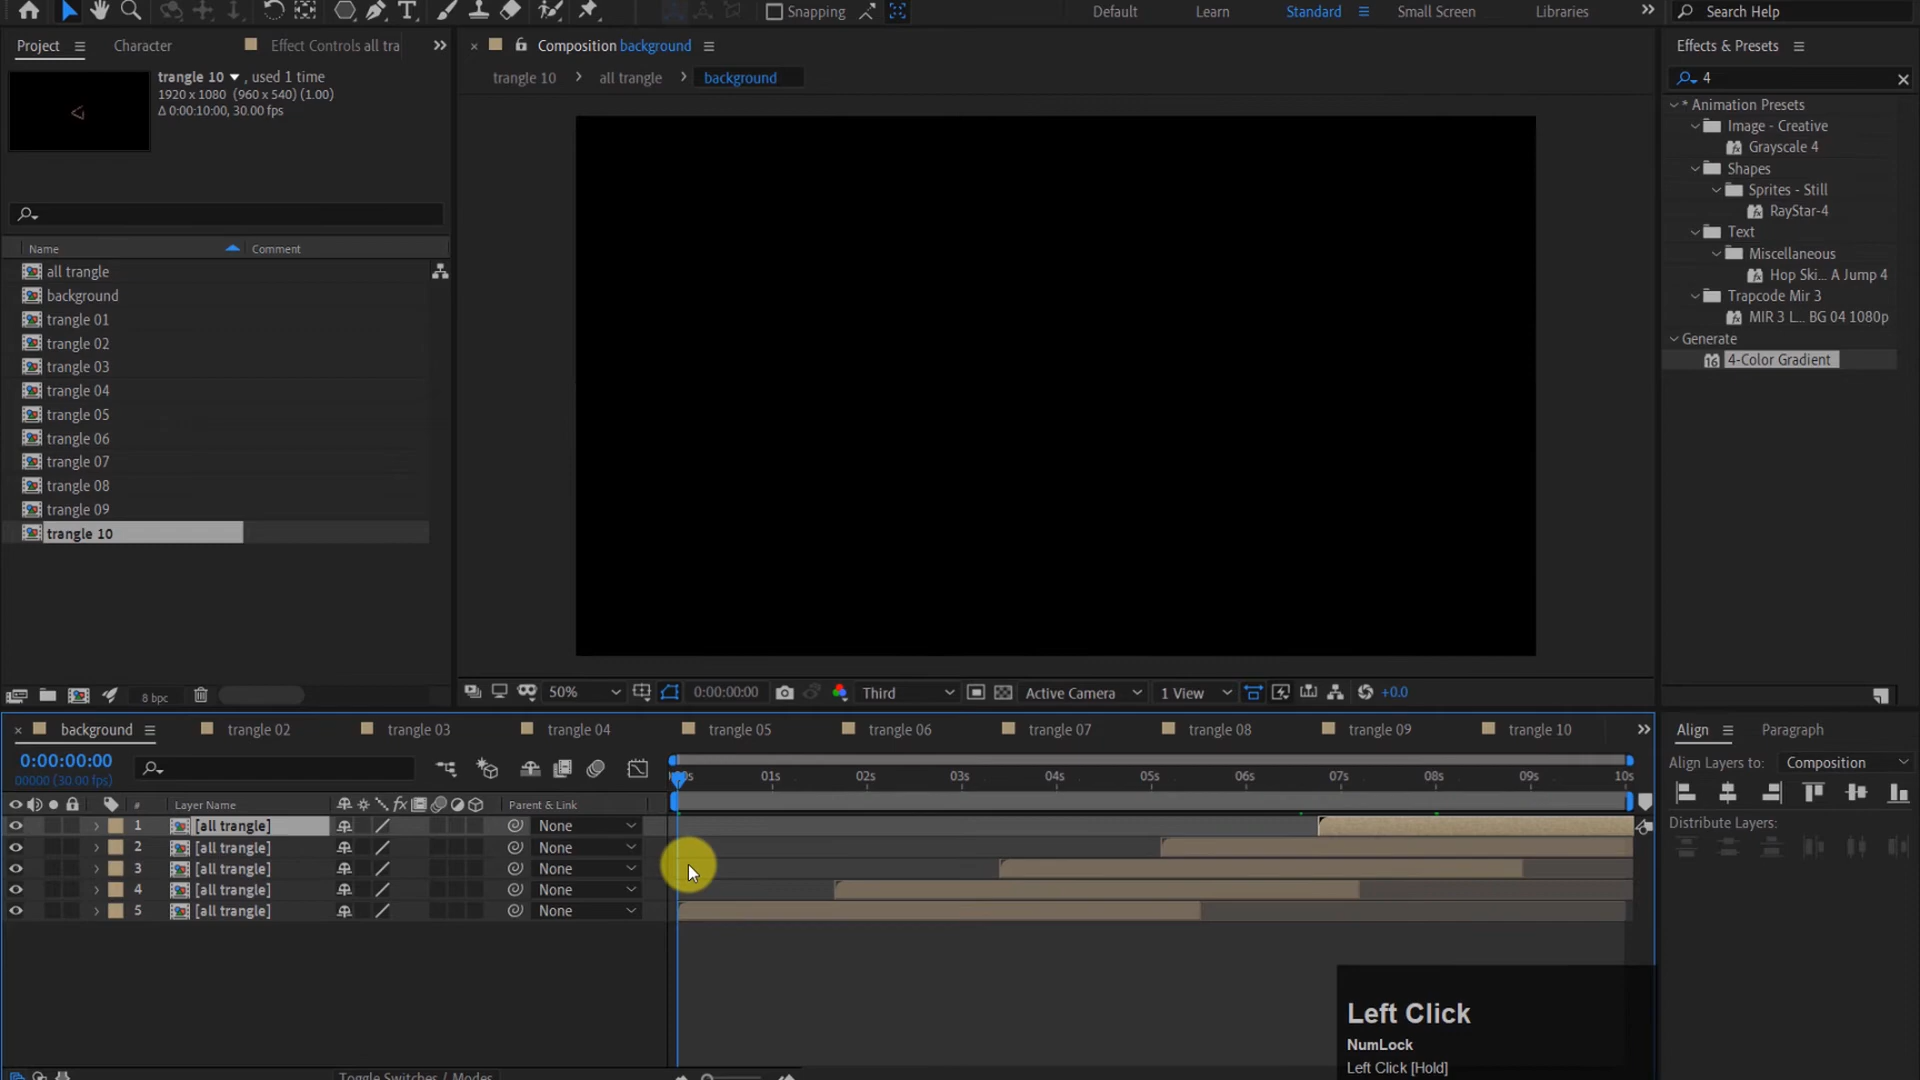 Snapping
Default
Learn
Standard
Small Screen
Libraries
Search Help
Project
Character
Effect Controls all tra
trangle 10 , used 1 time
1920 x 1080 (960 x 540) (1.00)
Δ 0:00:10:00, 30.00 fps
Name
Comment
all trangle
background
trangle 01
trangle 02
trangle 03
trangle 04
trangle 05
trangle 06
trangle 07
trangle 08
trangle 09
trangle 10
8 bpc
Composition background
trangle 10
all trangle
background
50%
0:00:00:00
Third
Active Camera
1 View
+0.0
Effects & Presets
4
* Animation Presets
Image - Creative
Grayscale 4
Shapes
Sprites - Still
RayStar-4
Text
Miscellaneous
Hop Ski... A Jump 4
Trapcode Mir 3
MIR 3 L... BG 04 1080p
Generate
16
4-Color Gradient
background
trangle 02
trangle 03
trangle 04
trangle 05
trangle 06
trangle 07
trangle 08
trangle 09
trangle 10
0:00:00:00
00000 (30.00 fps)
01s
02s
03s
04s
05s
06s
07s
08s
09s
10s
# Layer Name
fx
Parent & Link
1 [all trangle] None
2 [all trangle] None
3 [all trangle] None
4 [all trangle] None
5 [all trangle] None
Toggle Switches / Modes
Align
Paragraph
Align Layers to: Composition
Distribute Layers:
Left Click
NumLock
Left Click [Hold]